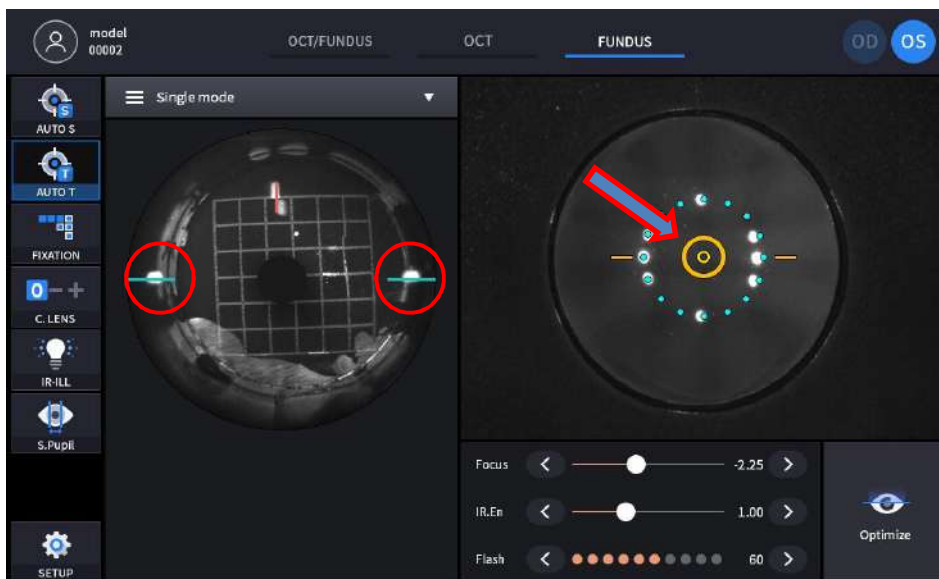 model
00002
OCT/FUNDUS
OCT
FUNDUS
OD
OS
S
AUTO S
T
AUTO T
FIXATION
0 - +
C. LENS
IR-ILL
S.Pupil
SETUP
Single mode
Focus
-2.25
IR.En
1.00
Flash
60
Optimize